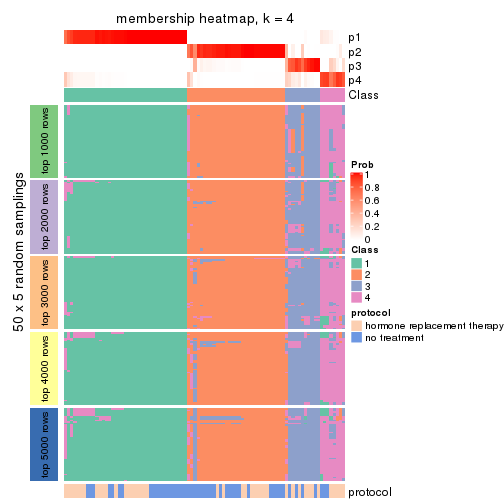 membership heatmap, k = 4
p1
p2
p3
p4
Class
50 x 5 random samplings
top 1000 rows
top 2000 rows
top 3000 rows
top 4000 rows
top 5000 rows
Prob
1
0.8
0.6
0.4
0.2
0
Class
1
2
3
4
protocol
hormone replacement therapy
no treatment
protocol